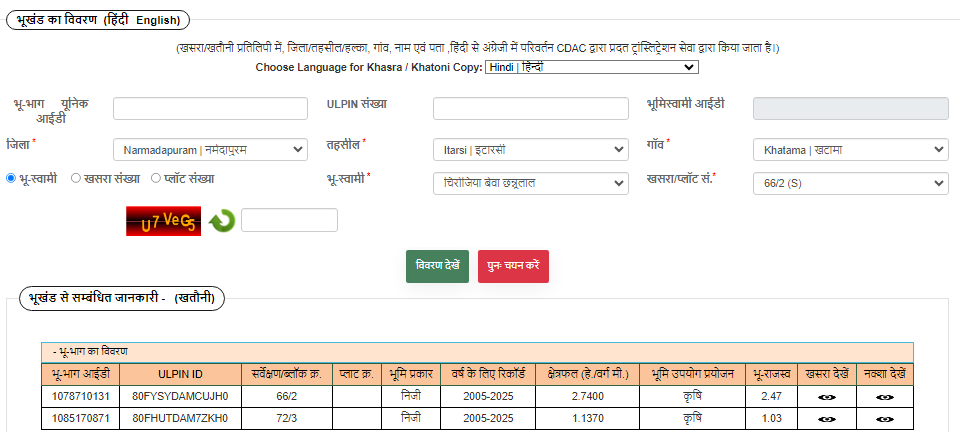 भूखंड का विवरण (हिंदी English)
(खसरा/खतौनी प्रतिलिपी में, जिला/तहसील/हल्का, गांव, नाम एवं पता ,हिंदी से अंग्रेजी में परिवर्तन CDAC द्वारा प्रदत ट्रांस्लिट्रेशन सेवा द्वारा किया जाता है।)
Choose Language for Khasra / Khatoni Copy: Hindi | हिन्दी
भू-भाग यूनिक आईडी ULPIN संख्या भूमिस्वामी आईडी
जिला * Narmadapuram | नर्मदापुरम तहसील * Itarsi | इटारसी गाँव * Khatama | खटामा
भू-स्वामी खसरा संख्या प्लॉट संख्या भू-स्वामी * चिरोंजिया बेवा छन्नूलाल खसरा/प्लॉट सं.* 66/2 (S)
U7VeG5
विवरण देखें पुनः चयन करें
भूखंड से सम्बंधित जानकारी - (खतौनी)
- भू-भाग का विवरण
भू-भाग आईडी ULPIN ID सर्वेक्षण/ब्लॉक क्र. प्लाट क्र. भूमि प्रकार वर्ष के लिए रिकॉर्ड क्षेत्रफल (हे./वर्ग मी.) भूमि उपयोग प्रयोजन भू-राजस्व खसरा देखें नक्शा देखें
1078710131 80FYSYDAMCUJH0 66/2 निजी 2005-2025 2.7400 कृषि 2.47
1085170871 80FHUTDAM7ZKH0 72/3 निजी 2005-2025 1.1370 कृषि 1.03